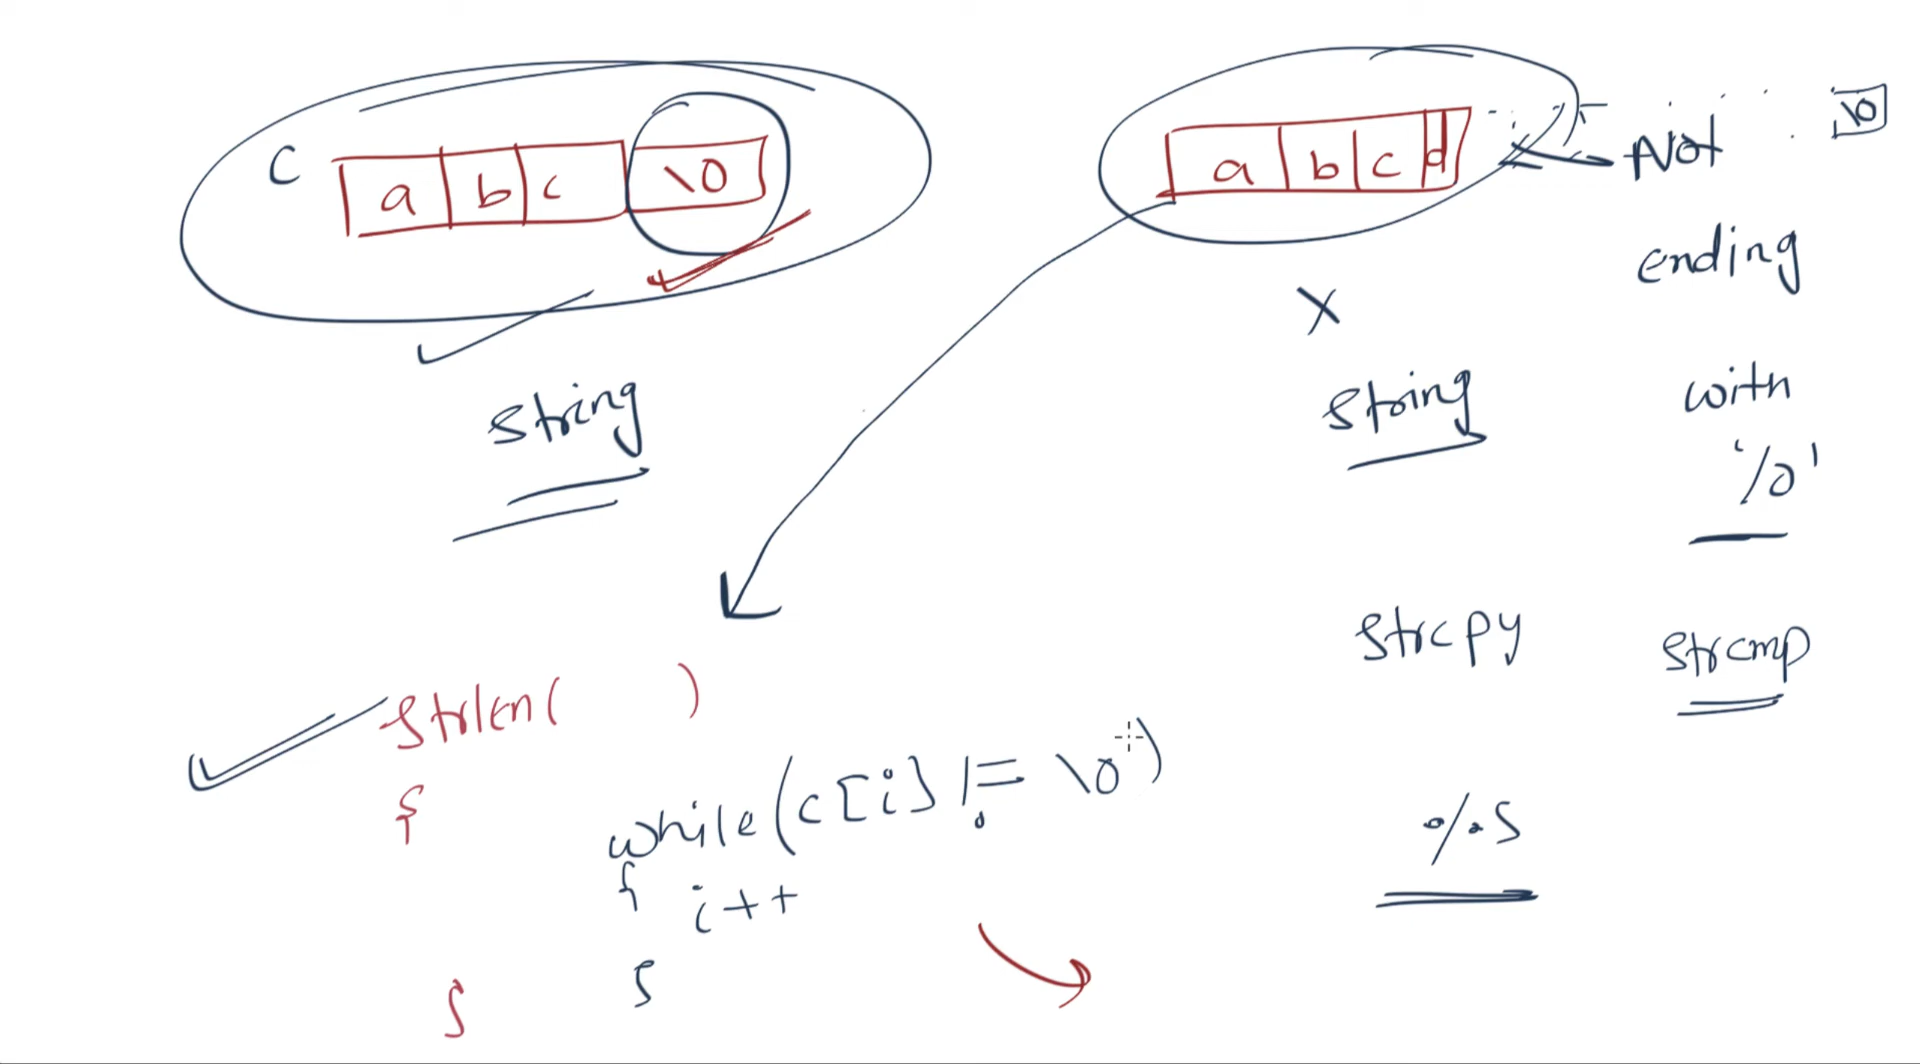 C a b c \0
a b c d Not \0
ending
String String with
'/0'
strcpy strcmp
strlen( )
{ while(c[i] != '\0')
{ i++ %s
}
}